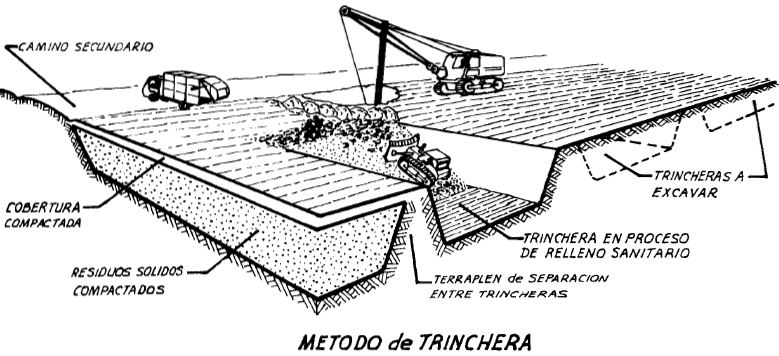 CAMINO SECUNDARIO
COBERTURA
COMPACTADA
RESIDUOS SOLIDOS
COMPACTADOS
TRINCHERAS A
EXCAVAR
TRINCHERA EN PROCESO
DE RELLENO SANITARIO
TERRAPLEN de SEPARACION
ENTRE TRINCHERAS
METODO de TRINCHERA